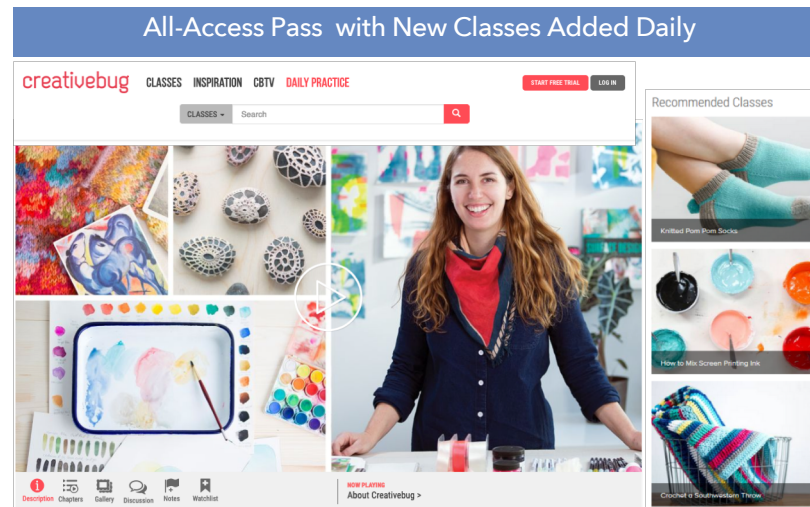 All-Access Pass with New Classes Added Daily
creativebug CLASSES INSPIRATION CBTV DAILY PRACTICE START FREE TRIAL LOG IN
CLASSES Search
Recommended Classes
Knitted Pom Pom Socks
How to Mix Screen Printing Ink
Crochet a Southwestern Throw
Description Chapters Gallery Discussion Notes Watchlist
NOW PLAYING
About Creativebug >